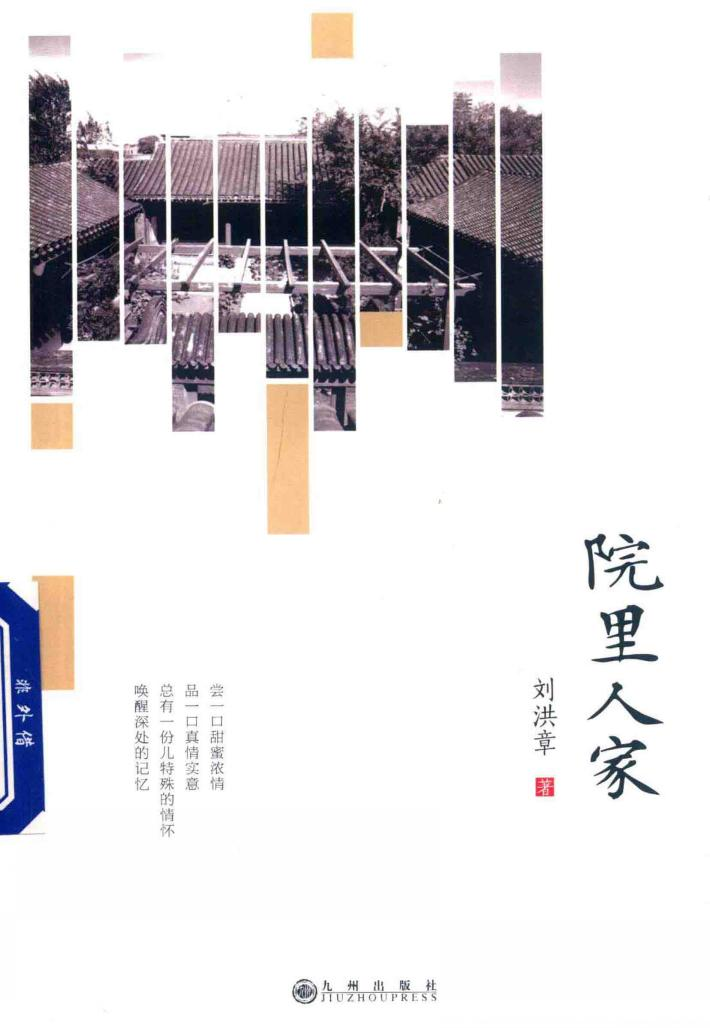 院里人家
刘洪章
著
尝一口甜蜜浓情
品一口真情实意
总有一份儿特殊的情怀
唤醒深处的记忆
非外借
九州出版社
JIUZHOUPRESS